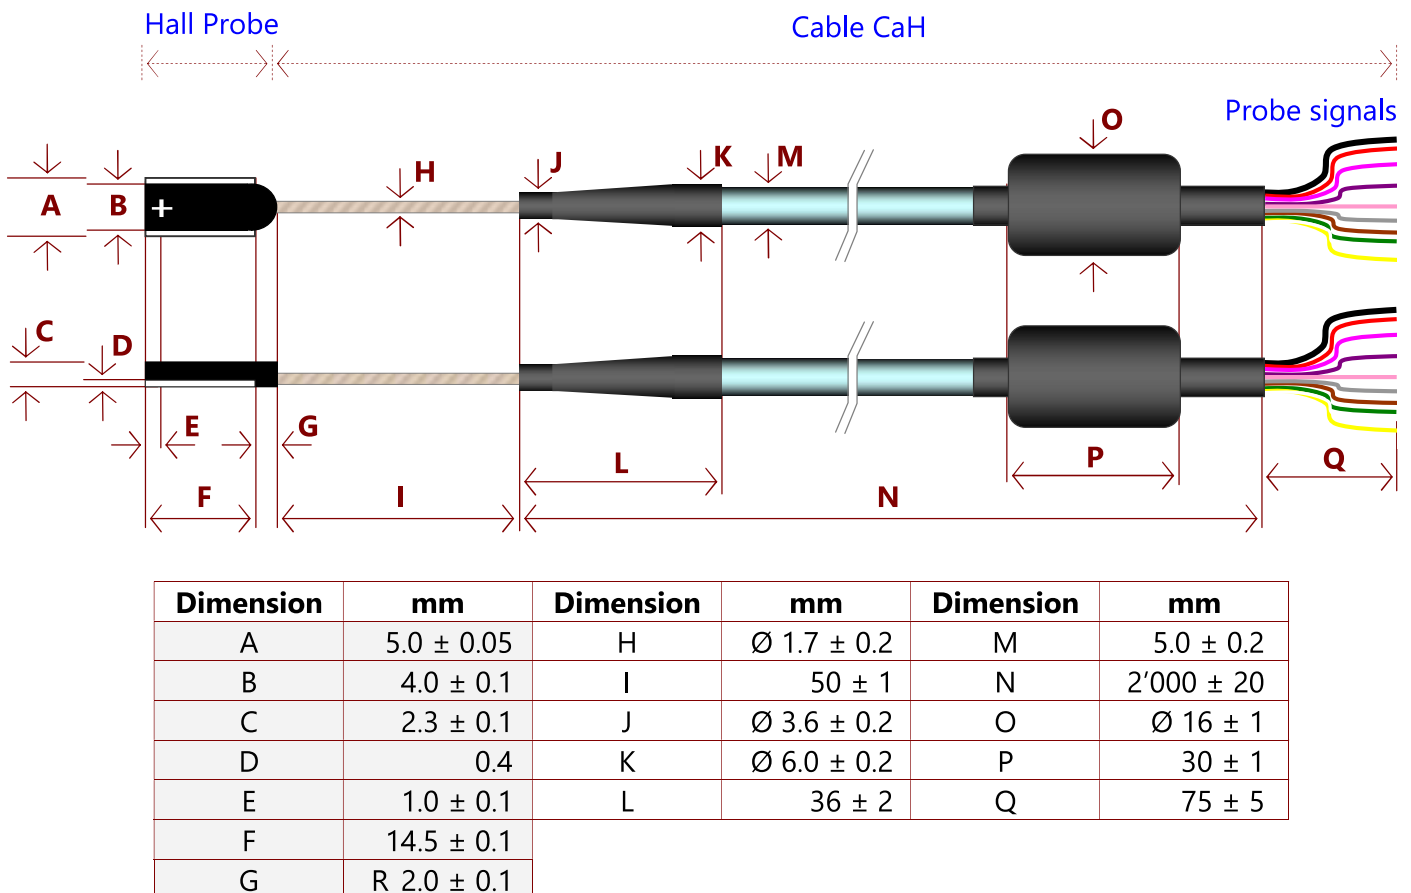 Hall Probe
Cable CaH
Probe signals
O
K
M
J
H
A
B
+
C
D
E
G
L
P
Q
F
I
N
Dimension mm Dimension mm Dimension mm
A 5.0 ± 0.05 H Ø 1.7 ± 0.2 M 5.0 ± 0.2
B 4.0 ± 0.1 I 50 ± 1 N 2’000 ± 20
C 2.3 ± 0.1 J Ø 3.6 ± 0.2 O Ø 16 ± 1
D 0.4 K Ø 6.0 ± 0.2 P 30 ± 1
E 1.0 ± 0.1 L 36 ± 2 Q 75 ± 5
F 14.5 ± 0.1
G R 2.0 ± 0.1